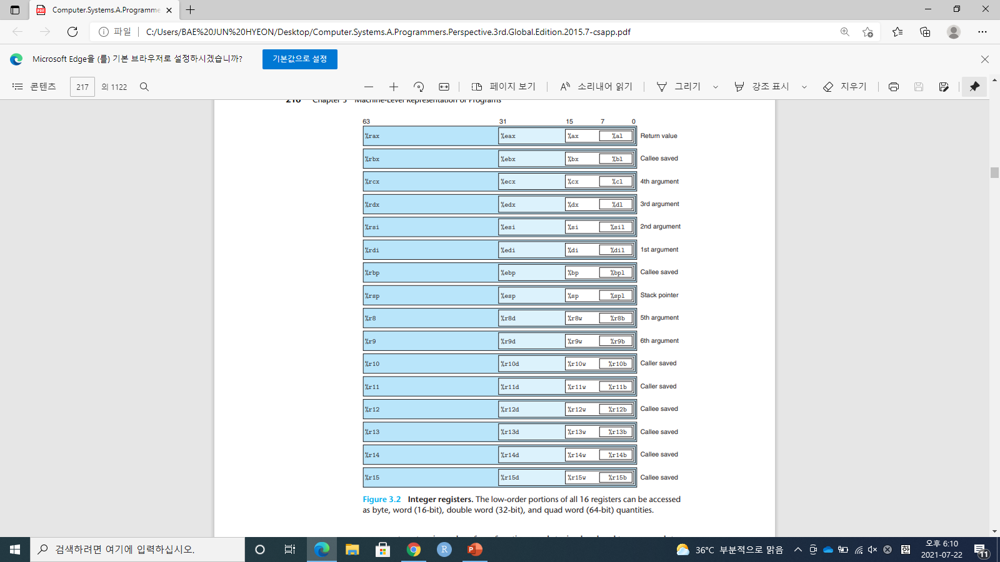 Computer.Systems.A.Programme
파일 C:/Users/BAE%20JUN%20HYEON/Desktop/Computer.Systems.A.Programmers.Perspective.3rd.Global.Edition.2015.7-csapp.pdf
Microsoft Edge을 (를) 기본 브라우저로 설정하시겠습니까? 기본값으로 설정
콘텐츠 217 의 1122 페이지 보기 소리내어 읽기 그리기 강조 표시 지우기
216 Chapter 3 Machine-Level Representation of Programs
63 31 15 7 0
%rax %eax %ax %al Return value
%rbx %ebx %bx %bl Callee saved
%rcx %ecx %cx %cl 4th argument
%rdx %edx %dx %dl 3rd argument
%rsi %esi %si %sil 2nd argument
%rdi %edi %di %dil 1st argument
%rbp %ebp %bp %bpl Callee saved
%rsp %esp %sp %spl Stack pointer
%r8 %r8d %r8w %r8b 5th argument
%r9 %r9d %r9w %r9b 6th argument
%r10 %r10d %r10w %r10b Caller saved
%r11 %r11d %r11w %r11b Caller saved
%r12 %r12d %r12w %r12b Callee saved
%r13 %r13d %r13w %r13b Callee saved
%r14 %r14d %r14w %r14b Callee saved
%r15 %r15d %r15w %r15b Callee saved
Figure 3.2 Integer registers. The low-order portions of all 16 registers can be accessed
as byte, word (16-bit), double word (32-bit), and quad word (64-bit) quantities.
검색하려면 여기에 입력하십시오. 36°C 부분적으로 맑음 한 오후 6:10
2021-07-22 11